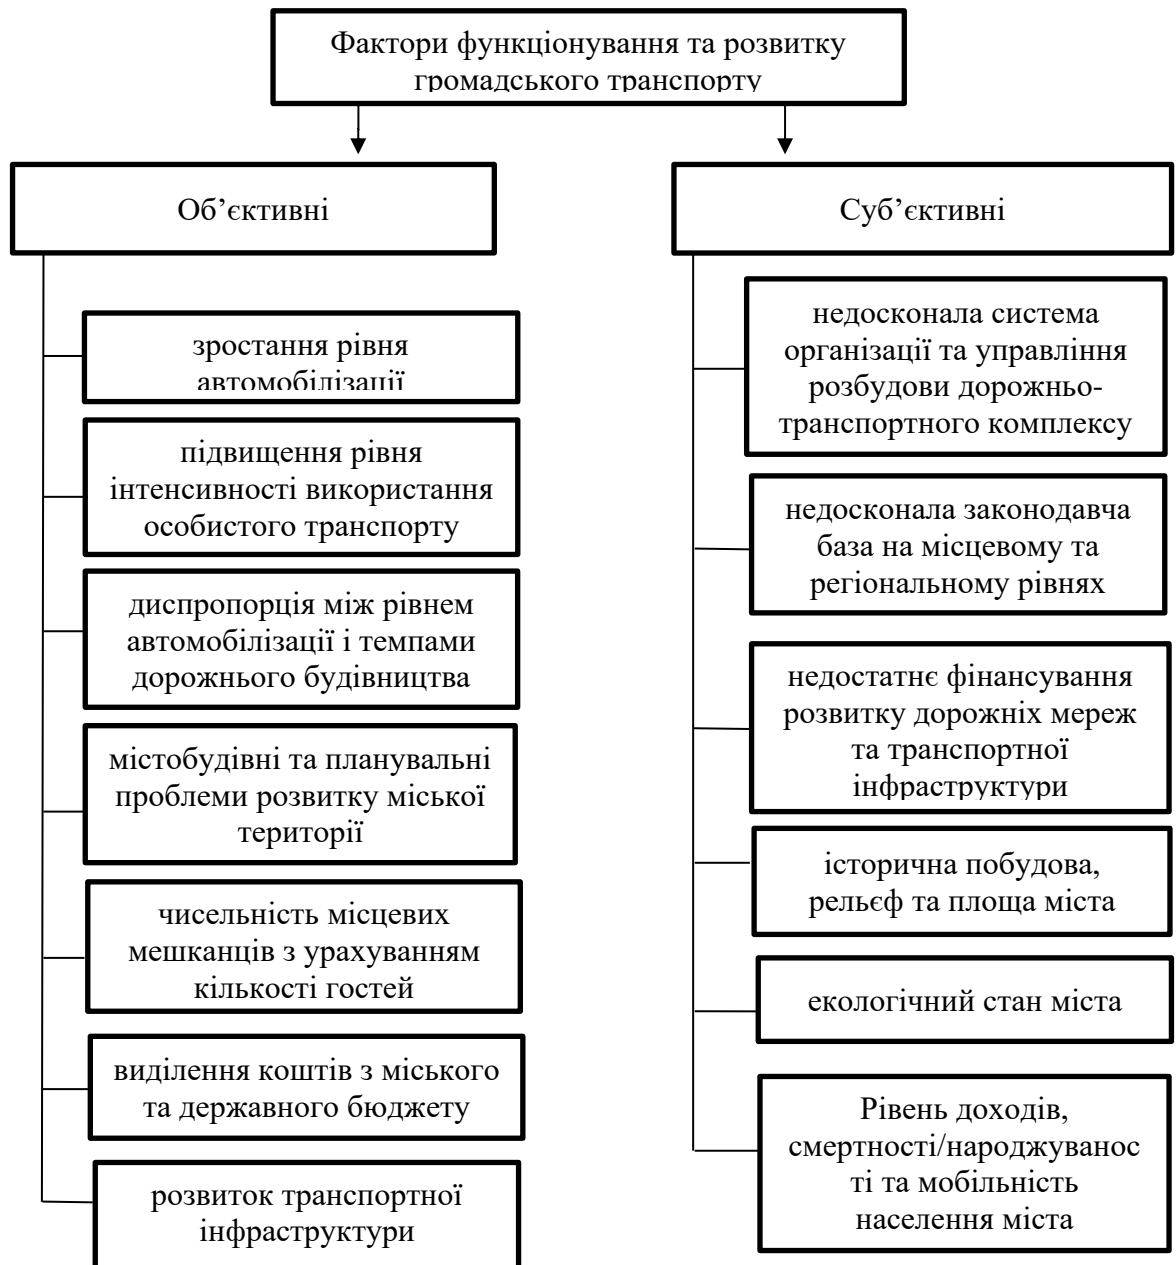 Фактори функціонування та розвитку
громадського транспорту
Об’єктивні
зростання рівня
автомобілізації
підвищення рівня
інтенсивності використання
особистого транспорту
диспропорція між рівнем
автомобілізації і темпами
дорожнього будівництва
містобудівні та планувальні
проблеми розвитку міської
території
чисельність місцевих
мешканців з урахуванням
кількості гостей
виділення коштів з міського
та державного бюджету
розвиток транспортної
інфраструктури
Суб’єктивні
недосконала система
організації та управління
розбудови дорожньо-
транспортного комплексу
недосконала законодавча
база на місцевому та
регіональному рівнях
недостатнє фінансування
розвитку дорожніх мереж
та транспортної
інфраструктури
історична побудова,
рельєф та площа міста
екологічний стан міста
Рівень доходів,
смертності/народжуванос
ті та мобільність
населення міста